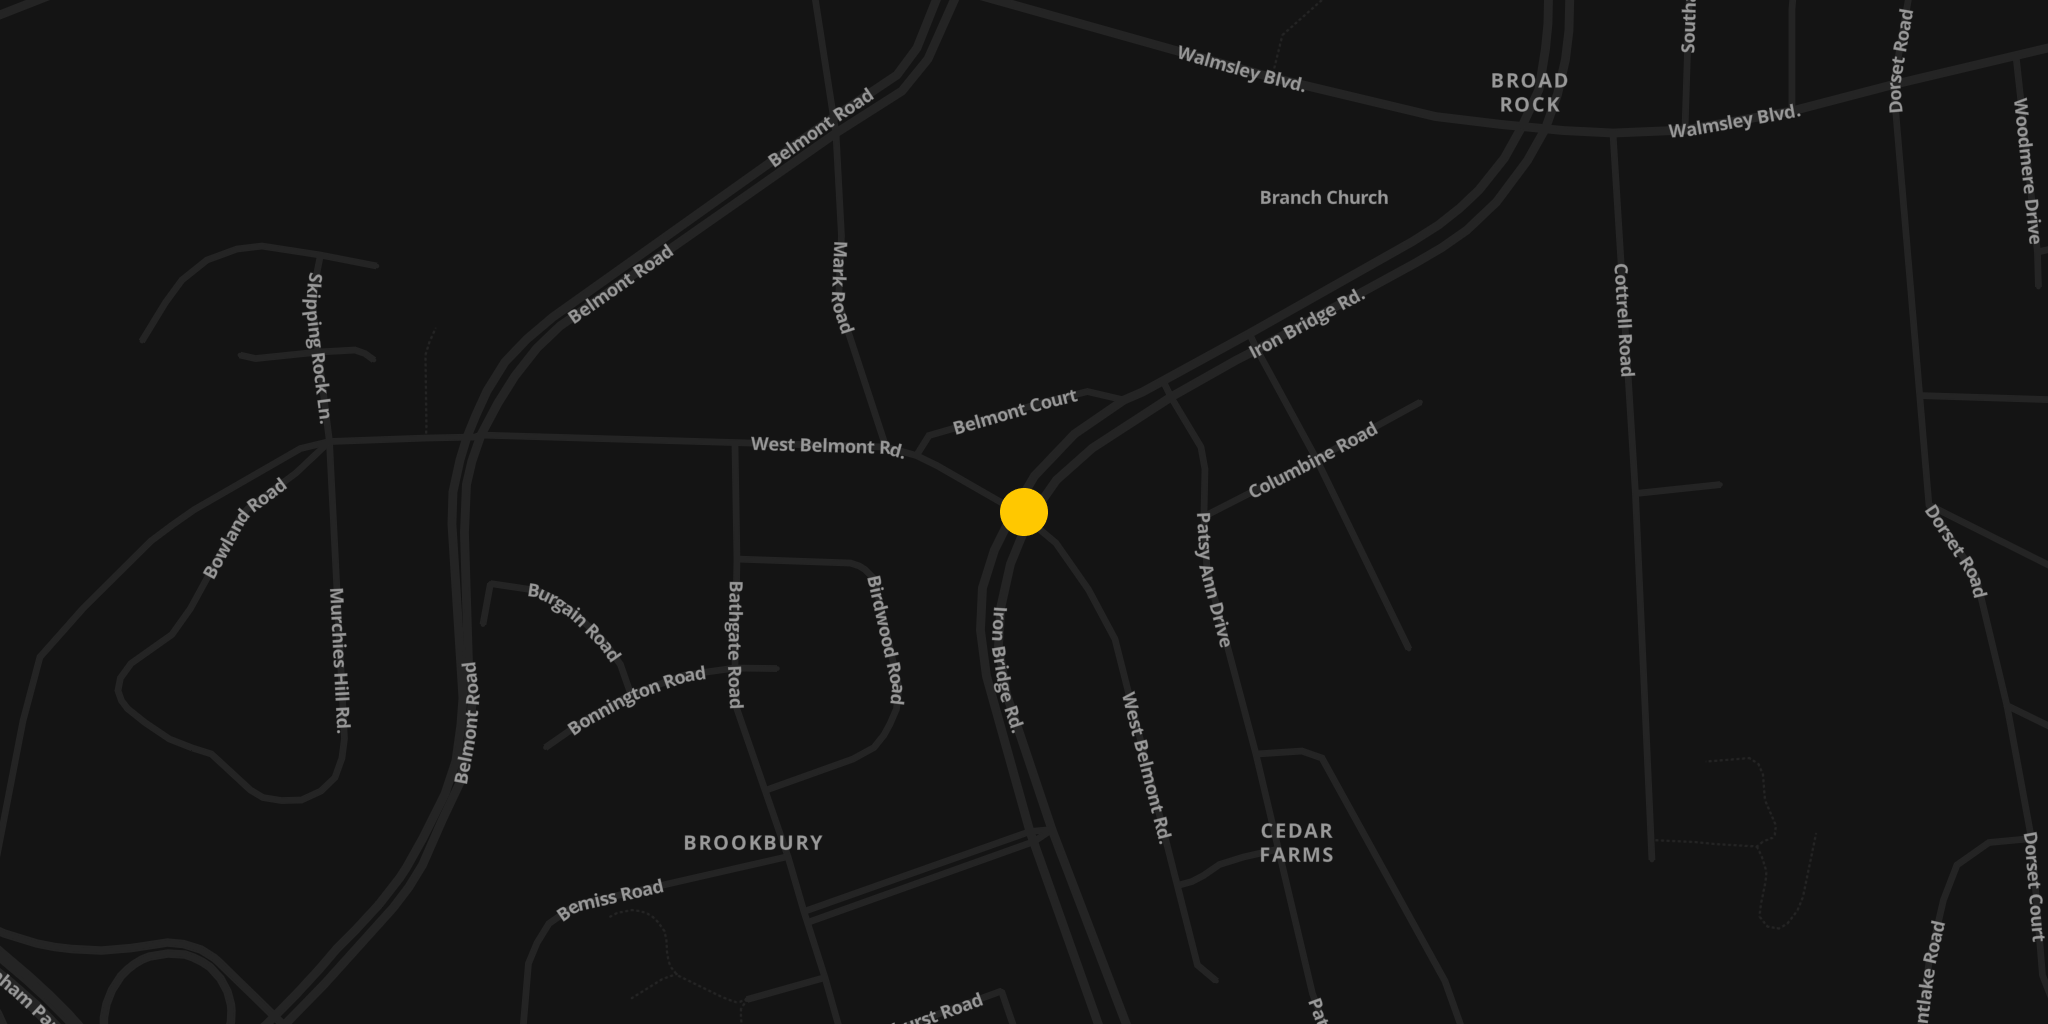 Walmsley Blvd.
BROAD
ROCK
Dorset Road
Walmsley Blvd.
Woodmere Drive
Belmont Road
Branch Church
Mark Road
Belmont Road
Skipping Rock Ln.
Iron Bridge Rd.
Cottrell Road
Belmont Court
West Belmont Rd.
Columbine Road
Bowland Road
Patsy Ann Drive
Dorset Road
Murchies Hill Rd.
Burgain Road
Bathgate Road
Birdwood Road
Iron Bridge Rd.
Bonnington Road
Belmont Road
West Belmont Rd.
BROOKBURY
CEDAR
FARMS
Bemiss Road
Dorset Court